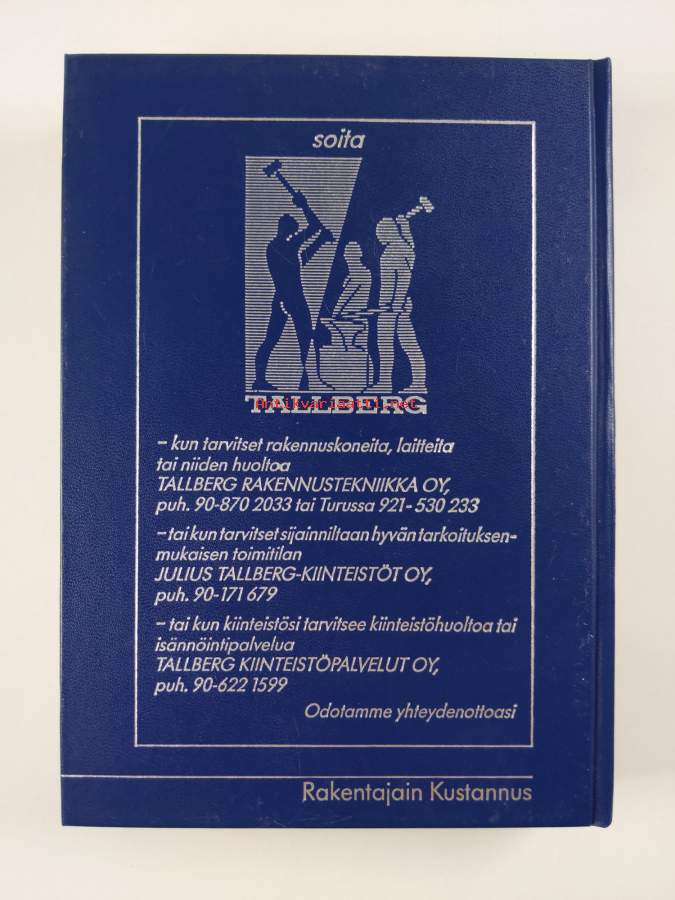 soita
TALLBERG
Antikvariaatti.net
– kun tarvitset rakennuskoneita, laitteita
tai niiden huoltoa
TALLBERG RAKENNUSTEKNIIKKA OY,
puh. 90-870 2033 tai Turussa 921-530 233
– tai kun tarvitset sijainniltaan hyvän tarkoituksen-
mukaisen toimitilan
JULIUS TALLBERG-KIINTEISTÖT OY,
puh. 90-171 679
– tai kun kiinteistösi tarvitsee kiinteistöhuoltoa tai
isännöintipalvelua
TALLBERG KIINTEISTÖPALVELUT OY,
puh. 90-622 1599
Odotamme yhteydenottoasi
Rakentajain Kustannus